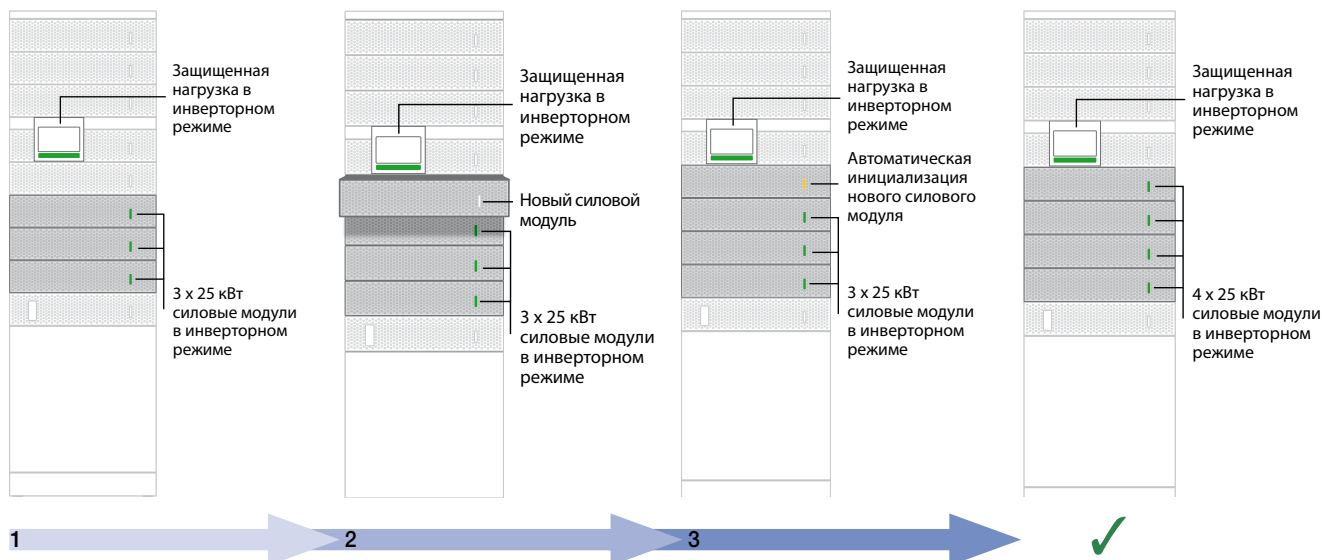 Защищенная
нагрузка в
инверторном
режиме
3 x 25 кВт
силовые модули
в инверторном
режиме
Защищенная
нагрузка в
инверторном
режиме
Новый силовой
модуль
3 x 25 кВт
силовые модули
в инверторном
режиме
Защищенная
нагрузка в
инверторном
режиме
Автоматическая
инициализация
нового силового
модуля
3 x 25 кВт
силовые модули
в инверторном
режиме
Защищенная
нагрузка в
инверторном
режиме
4 x 25 кВт
силовые модули
в инверторном
режиме
1
2
3